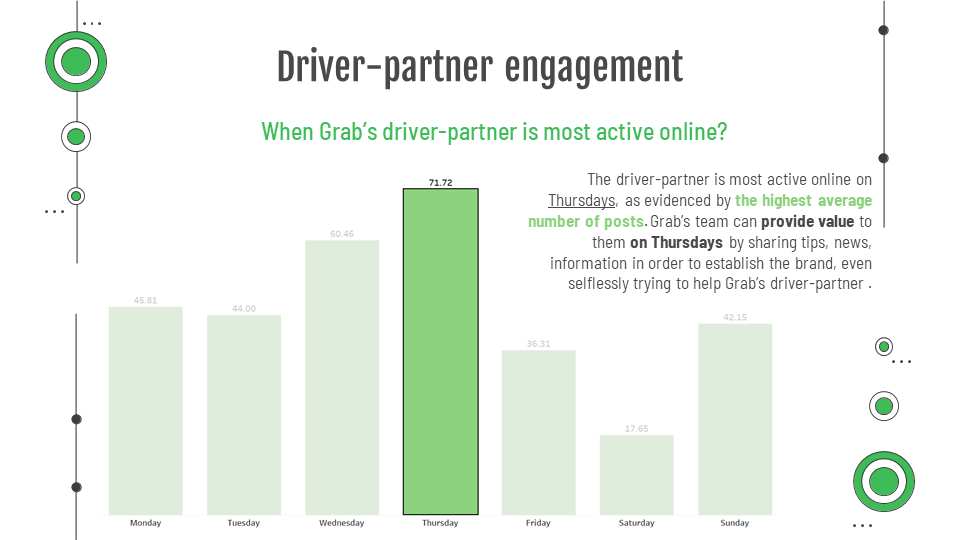 Driver-partner engagement
When Grab's driver-partner is most active online?
The driver-partner is most active online on
Thursdays, as evidenced by the highest average
number of posts. Grab's team can provide value to
them on Thursdays by sharing tips, news,
information in order to establish the brand, even
selflessly trying to help Grab's driver-partner .
71.72
60.46
45.81
44.00
36.31
17.65
42.15
Monday Tuesday Wednesday Thursday Friday Saturday Sunday